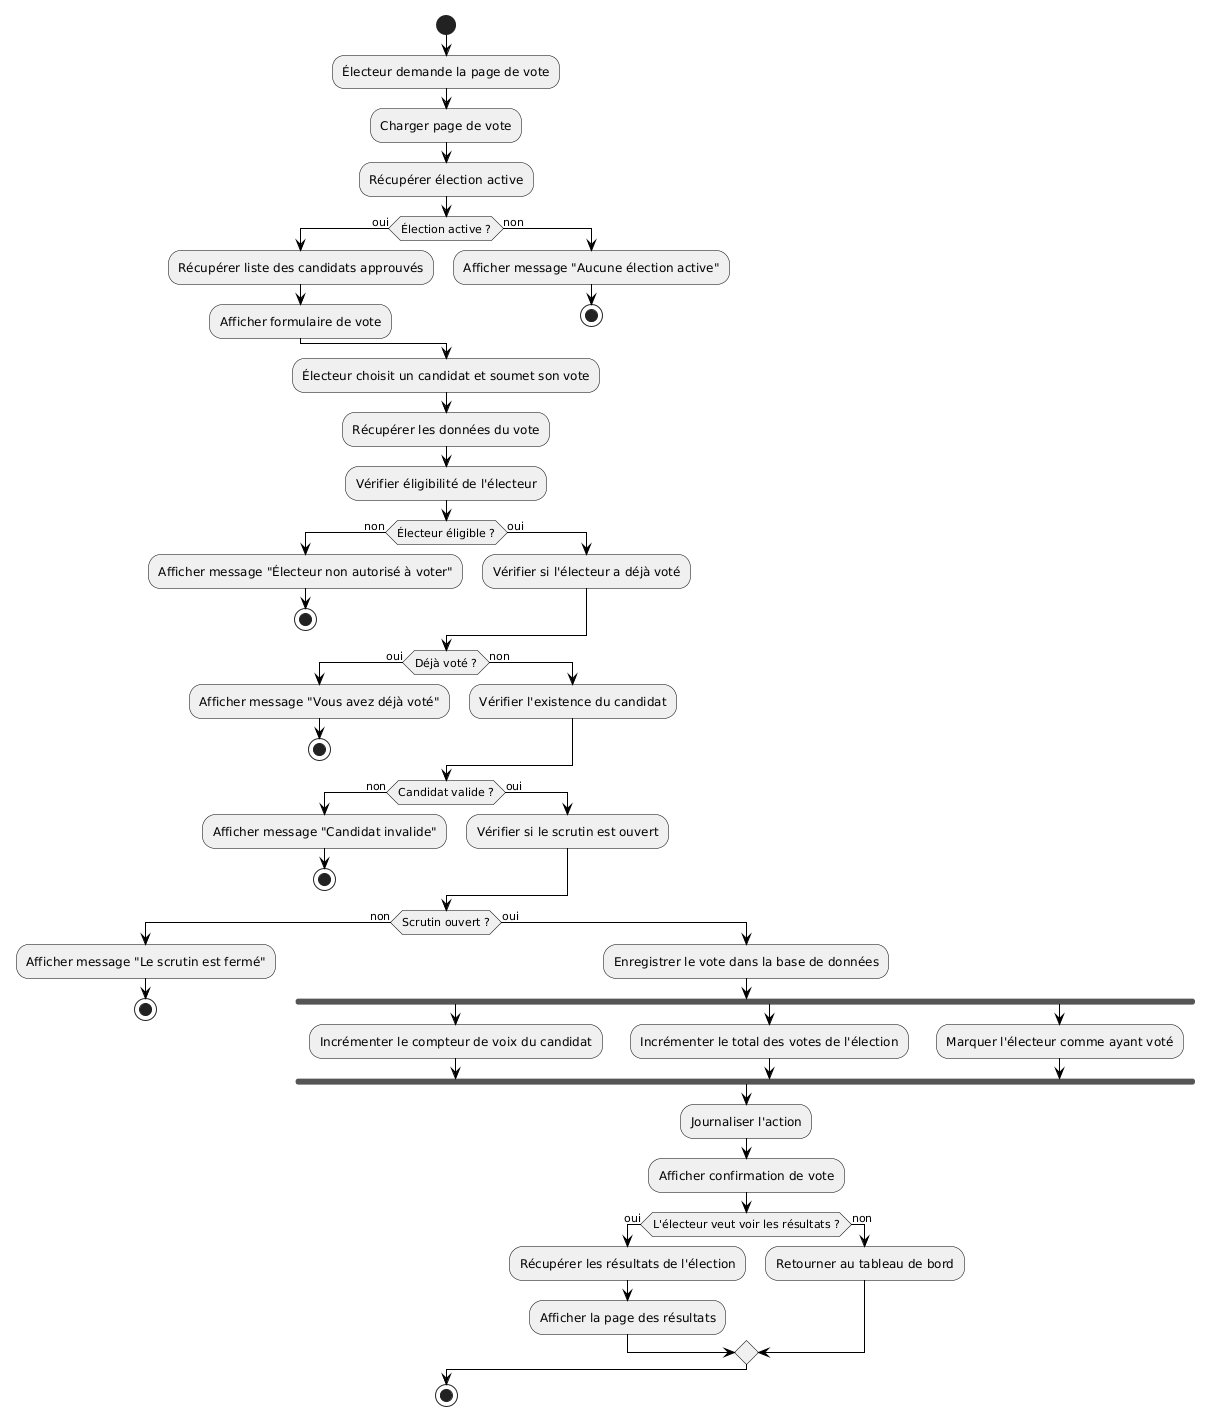 Électeur demande la page de vote
Charger page de vote
Récupérer élection active
oui
Élection active ?
non
Récupérer liste des candidats approuvés
Afficher message "Aucune élection active"
Afficher formulaire de vote
Électeur choisit un candidat et soumet son vote
Récupérer les données du vote
Vérifier éligibilité de l'électeur
non
Électeur éligible ?
oui
Afficher message "Électeur non autorisé à voter"
Vérifier si l'électeur a déjà voté
oui
Déjà voté ?
non
Afficher message "Vous avez déjà voté"
Vérifier l'existence du candidat
non
Candidat valide ?
oui
Afficher message "Candidat invalide"
Vérifier si le scrutin est ouvert
non
Scrutin ouvert ?
oui
Afficher message "Le scrutin est fermé"
Enregistrer le vote dans la base de données
Incrémenter le compteur de voix du candidat
Incrémenter le total des votes de l'élection
Marquer l'électeur comme ayant voté
Journaliser l'action
Afficher confirmation de vote
oui
L'électeur veut voir les résultats ?
non
Récupérer les résultats de l'élection
Retourner au tableau de bord
Afficher la page des résultats